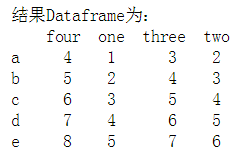 结果Dataframe为：
four one three two
a 4 1 3 2
b 5 2 4 3
c 6 3 5 4
d 7 4 6 5
e 8 5 7 6